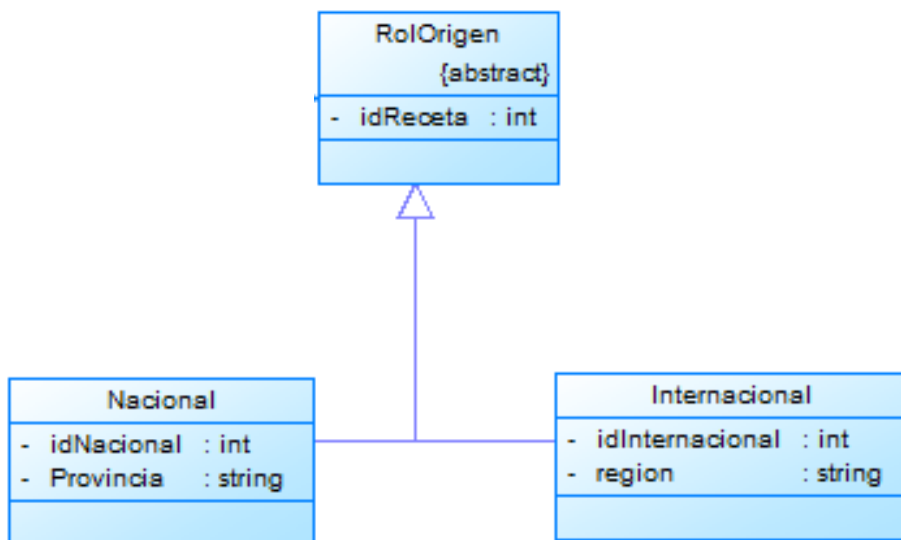 RolOrigen
{abstract}
- idReceta : int
Nacional
- idNacional : int
- Provincia : string
Internacional
- idInternacional : int
- region : string